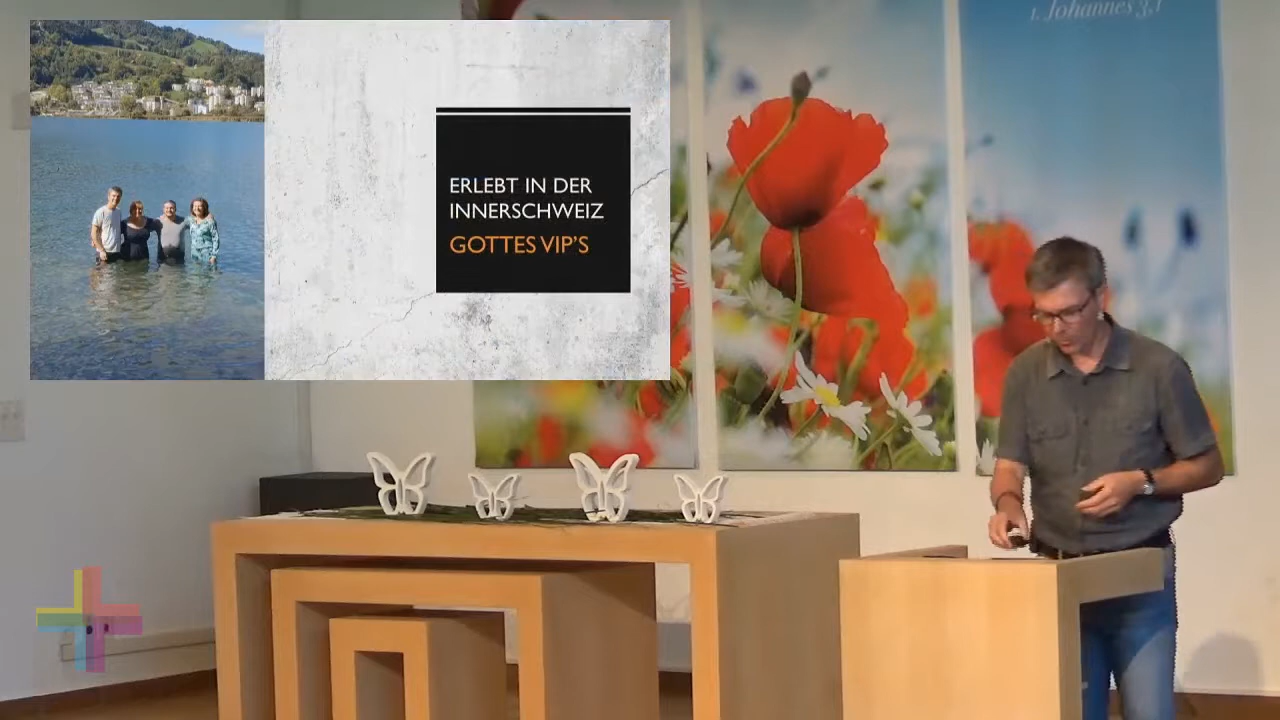 1. Johannes 3,1
ERLEBT IN DER
INNERSCHWEIZ
GOTTES VIP'S